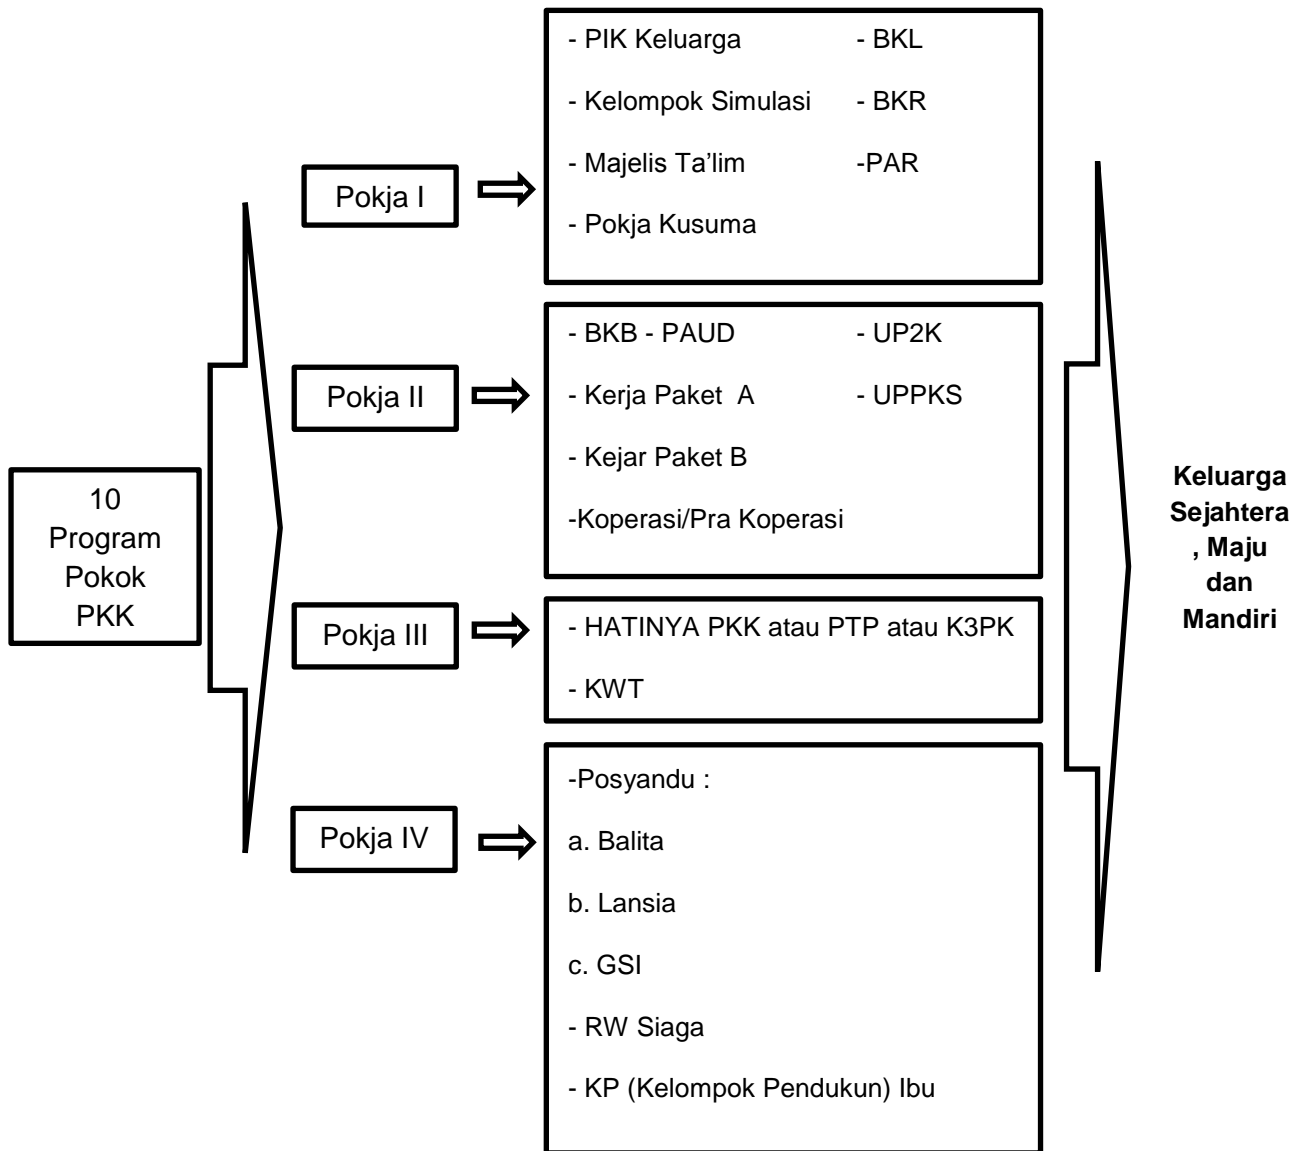 10
Program
Pokok
PKK
Pokja I
- PIK Keluarga - BKL
- Kelompok Simulasi - BKR
- Majelis Ta’lim -PAR
- Pokja Kusuma
Pokja II
- BKB - PAUD - UP2K
- Kerja Paket A - UPPKS
- Kejar Paket B
-Koperasi/Pra Koperasi
Pokja III
- HATINYA PKK atau PTP atau K3PK
- KWT
Pokja IV
-Posyandu :
a. Balita
b. Lansia
c. GSI
- RW Siaga
- KP (Kelompok Pendukun) Ibu
Keluarga
Sejahtera
, Maju
dan
Mandiri